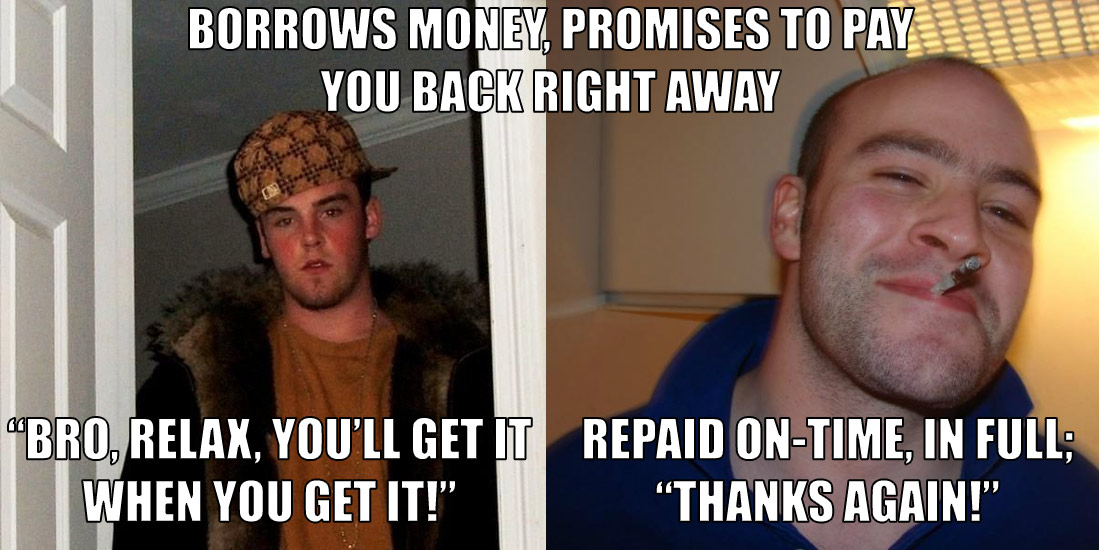 BORROWS MONEY, PROMISES TO PAY
YOU BACK RIGHT AWAY
“BRO, RELAX, YOU’LL GET IT
WHEN YOU GET IT!”
REPAID ON-TIME, IN FULL;
“THANKS AGAIN!”